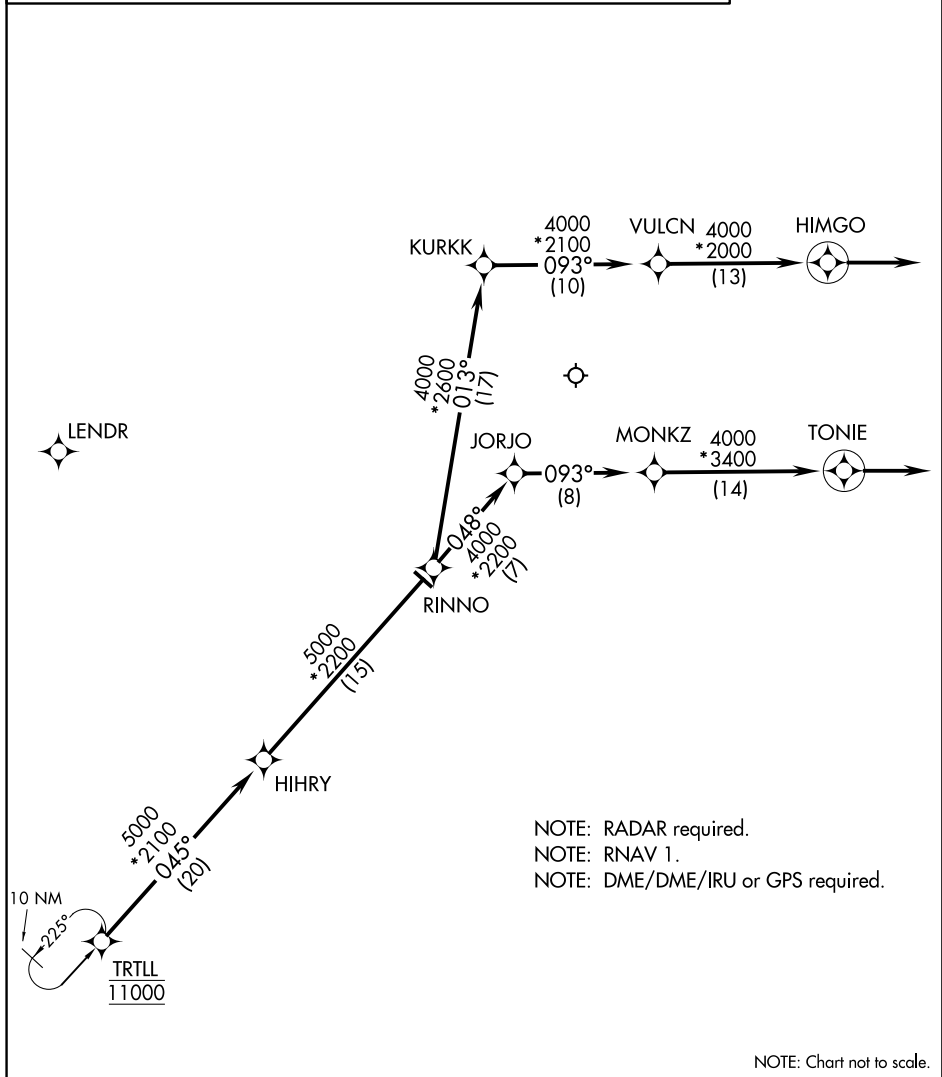 4000
*2100
093°
(10)
KURKK
VULCN
4000
*2000
(13)
HIMGO
4000
*2600
013°
(17)
LENDR
JORJO
093°
(8)
MONKZ
4000
*3400
(14)
TONIE
048°
4000
*2200
(7)
RINNO
5000
*2200
(15)
HIHRY
5000
*2100
045°
(20)
10 NM
225°
TRTLL
11000
NOTE: RADAR required.
NOTE: RNAV 1.
NOTE: DME/DME/IRU or GPS required.
NOTE: Chart not to scale.